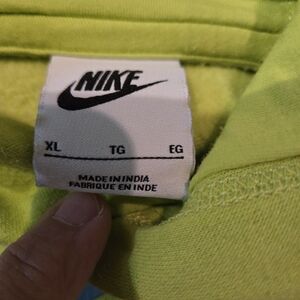 NIKE
XL TG EG
MADE IN INDIA
FABRIQUE EN INDE